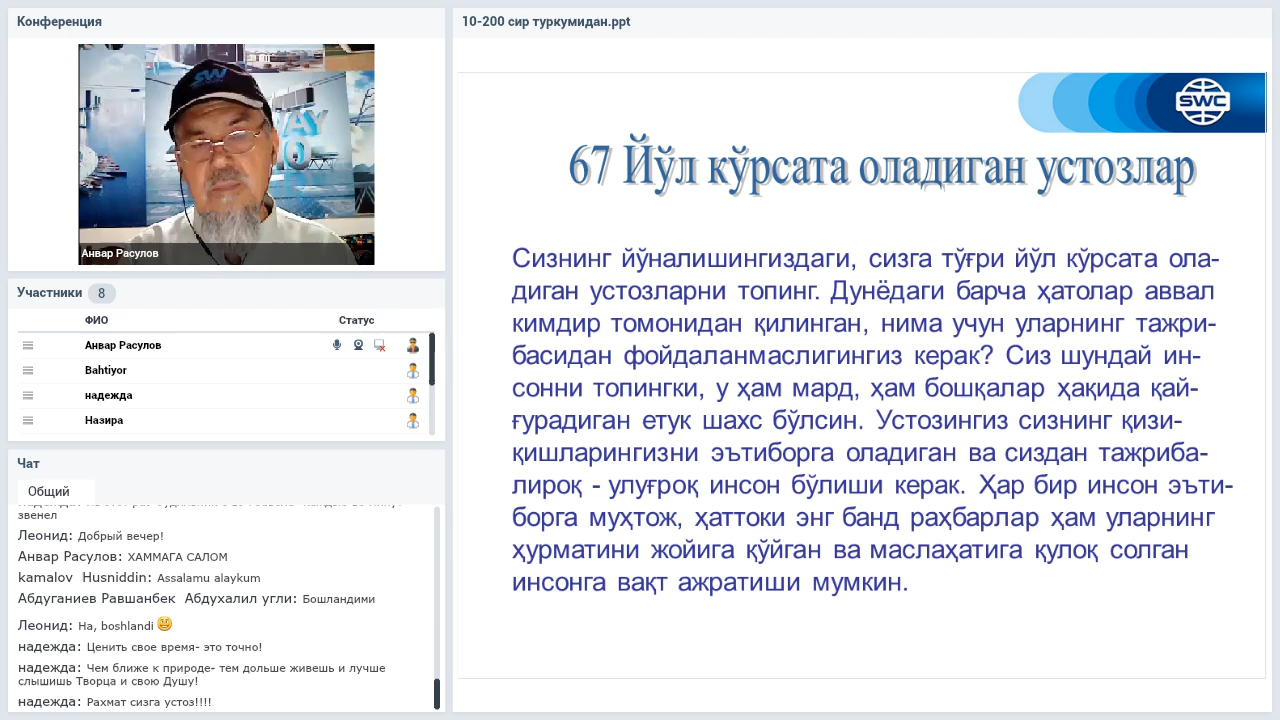 Конференция
SW
WAY
Анвар Расулов
Участники 8
ФИО Статус
Анвар Расулов
Bahtiyor
надежда
Назира
Чат
Общий
звенел
Леонид: Добрый вечер!
Анвар Расулов: ХАММАГА САЛОМ
kamalov Husniddin: Assalamu alaykum
Абдуганиев Равшанбек Абдухалил угли: Бошландими
Леонид: Ha, boshlandi
надежда: Ценить свое время- это точно!
надежда: Чем ближе к природе- тем дольше живешь и лучше
слышишь Творца и свою Душу!
надежда: Рахмат сизга устоз!!!!
10-200 сир туркумидан.ppt
SWC
67 Йўл кўрсата оладиган устозлар
Сизнинг йўналишингиздаги, сизга тўғри йўл кўрсата ола-
диган устозларни топинг. Дунёдаги барча ҳатолар аввал
кимдир томонидан қилинган, нима учун уларнинг тажри-
басидан фойдаланмаслигингиз керак? Сиз шундай ин-
сонни топингки, у ҳам мард, ҳам бошқалар ҳақида қай-
ғурадиган етук шахс бўлсин. Устозингиз сизнинг қизи-
қишларингизни эътиборга оладиган ва сиздан тажриба-
лироқ - улуғроқ инсон бўлиши керак. Ҳар бир инсон эъти-
борга муҳтож, ҳаттоки энг банд раҳбарлар ҳам уларнинг
ҳурматини жойига қўйган ва маслаҳатига қулоқ солган
инсонга вақт ажратиши мумкин.